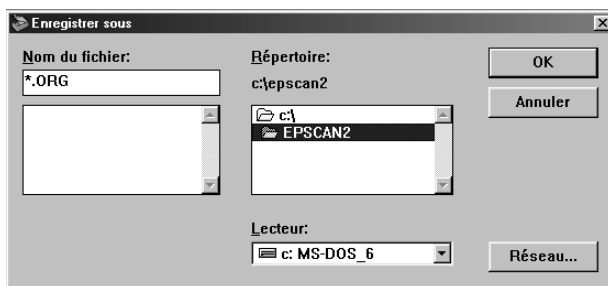 Enregistrer sous
Nom du fichier:
*.ORG
Répertoire:
c:\epscan2
c:\
EPSCAN2
Lecteur:
c: MS-DOS_6
OK
Annuler
Réseau...